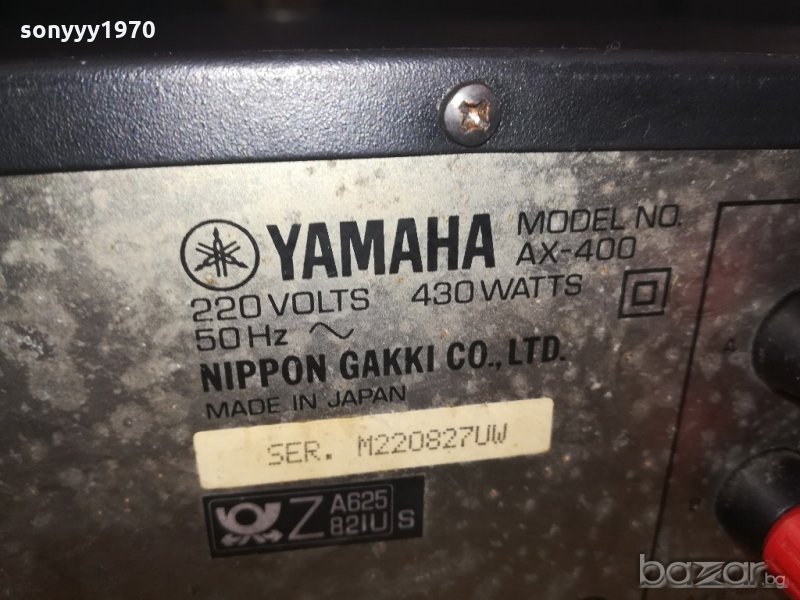 sonyyy1970
YAMAHA MODEL NO.
AX-400
220 VOLTS 430 WATTS
50 Hz
NIPPON GAKKI CO., LTD.
MADE IN JAPAN
SER. M220827UW
Z A625
821U S
bazar.bg